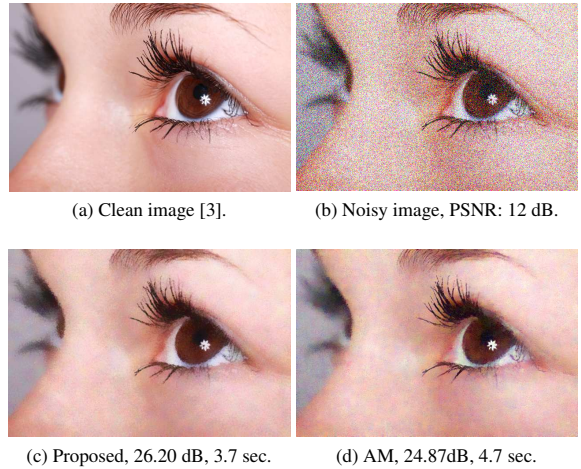 (a) Clean image [3].
(b) Noisy image, PSNR: 12 dB.
(c) Proposed, 26.20 dB, 3.7 sec.
(d) AM, 24.87dB, 4.7 sec.